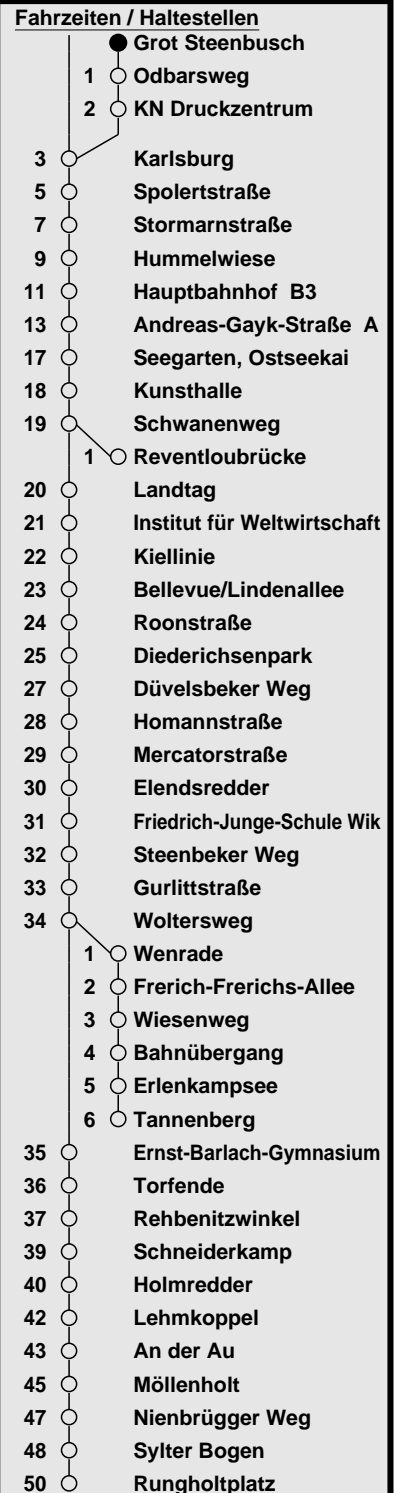 Fahrzeiten / Haltestellen
Grot Steenbusch
1 Odbarsweg
2 KN Druckzentrum
3 Karlsburg
5 Spolertstraße
7 Stormarnstraße
9 Hummelwiese
11 Hauptbahnhof B3
13 Andreas-Gayk-Straße A
17 Seegarten, Ostseekai
18 Kunsthalle
19 Schwanenweg
1 Reventloubrücke
20 Landtag
21 Institut für Weltwirtschaft
22 Kiellinie
23 Bellevue/Lindenallee
24 Roonstraße
25 Diederichsenpark
27 Düvelsbeker Weg
28 Homannstraße
29 Mercatorstraße
30 Elendsredder
31 Friedrich-Junge-Schule Wik
32 Steenbeker Weg
33 Gurlittstraße
34 Woltersweg
1 Wenrade
2 Frerich-Frerichs-Allee
3 Wiesenweg
4 Bahnübergang
5 Erlenkampsee
6 Tannenberg
35 Ernst-Barlach-Gymnasium
36 Torfende
37 Rehbenitzwinkel
39 Schneiderkamp
40 Holmredder
42 Lehmkoppel
43 An der Au
45 Möllenholt
47 Nienbrügger Weg
48 Sylter Bogen
50 Rungholtplatz